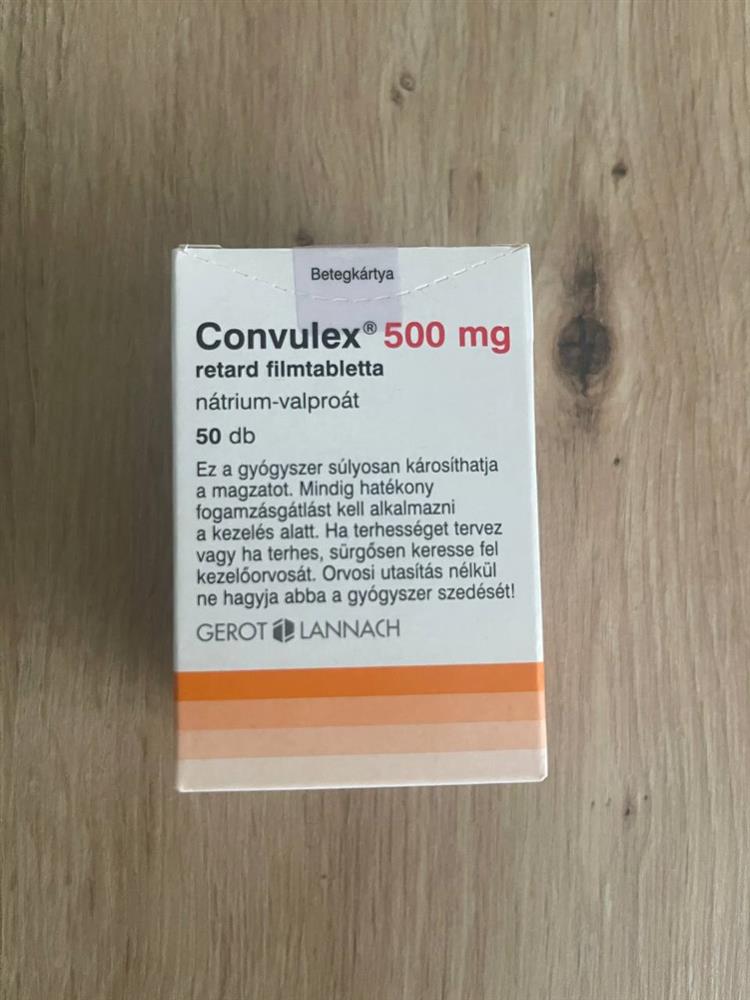 Betegkártya
Convulex® 500 mg
retard filmtabletta
nátrium-valproát
50 db
Ez a gyógyszer súlyosan károsíthatja
a magzatot. Mindig hatékony
fogamzásgátlást kell alkalmazni
a kezelés alatt. Ha terhességet tervez
vagy ha terhes, sürgősen keresse fel
kezelőorvosát. Orvosi utasítás nélkül
ne hagyja abba a gyógyszer szedését!
GEROT LANNACH